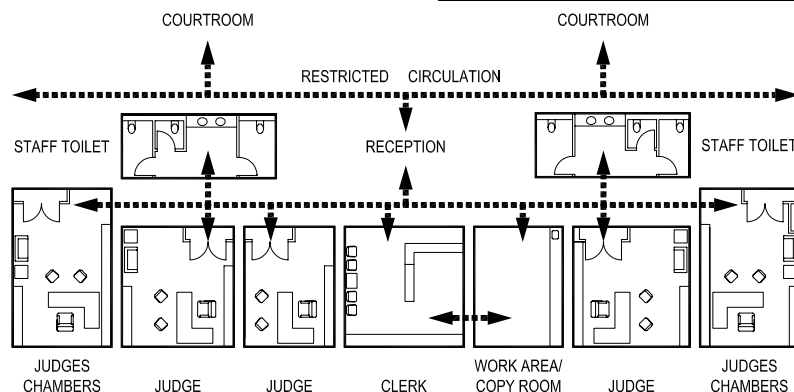 COURTROOM COURTROOM
RESTRICTED CIRCULATION
STAFF TOILET RECEPTION STAFF TOILET
JUDGES
CHAMBERS
JUDGE
JUDGE
CLERK
WORK AREA/
COPY ROOM
JUDGE
JUDGES
CHAMBERS